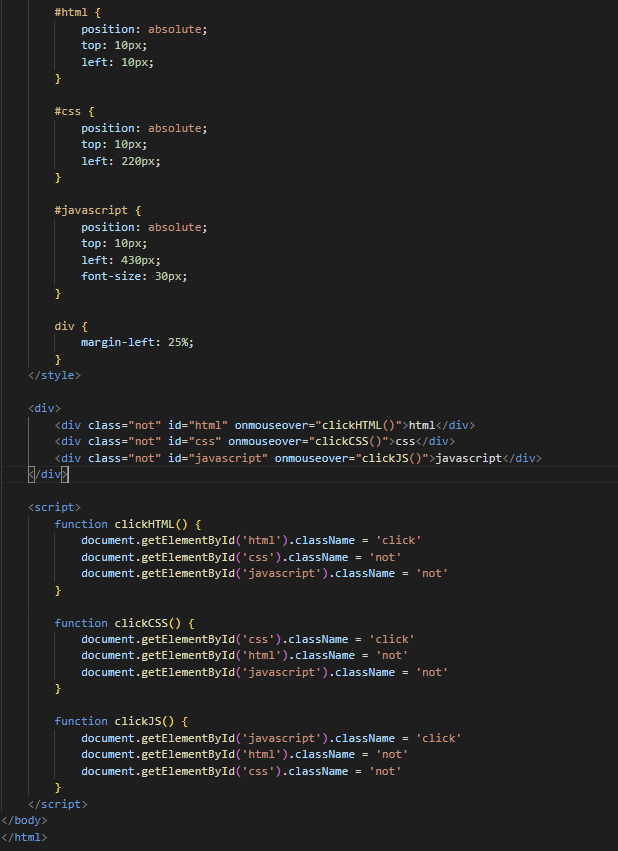 #html {
position: absolute;
top: 10px;
left: 10px;
}
#css {
position: absolute;
top: 10px;
left: 220px;
}
#javascript {
position: absolute;
top: 10px;
left: 430px;
font-size: 30px;
}
div {
margin-left: 25%;
}
</style>
<div>
<div class="not" id="html" onmouseover="clickHTML()">html</div>
<div class="not" id="css" onmouseover="clickCSS()">css</div>
<div class="not" id="javascript" onmouseover="clickJS()">javascript</div>
</div>
<script>
function clickHTML() {
document.getElementById('html').className = 'click'
document.getElementById('css').className = 'not'
document.getElementById('javascript').className = 'not'
}
function clickCSS() {
document.getElementById('css').className = 'click'
document.getElementById('html').className = 'not'
document.getElementById('javascript').className = 'not'
}
function clickJS() {
document.getElementById('javascript').className = 'click'
document.getElementById('html').className = 'not'
document.getElementById('css').className = 'not'
}
</script>
</body>
</html>